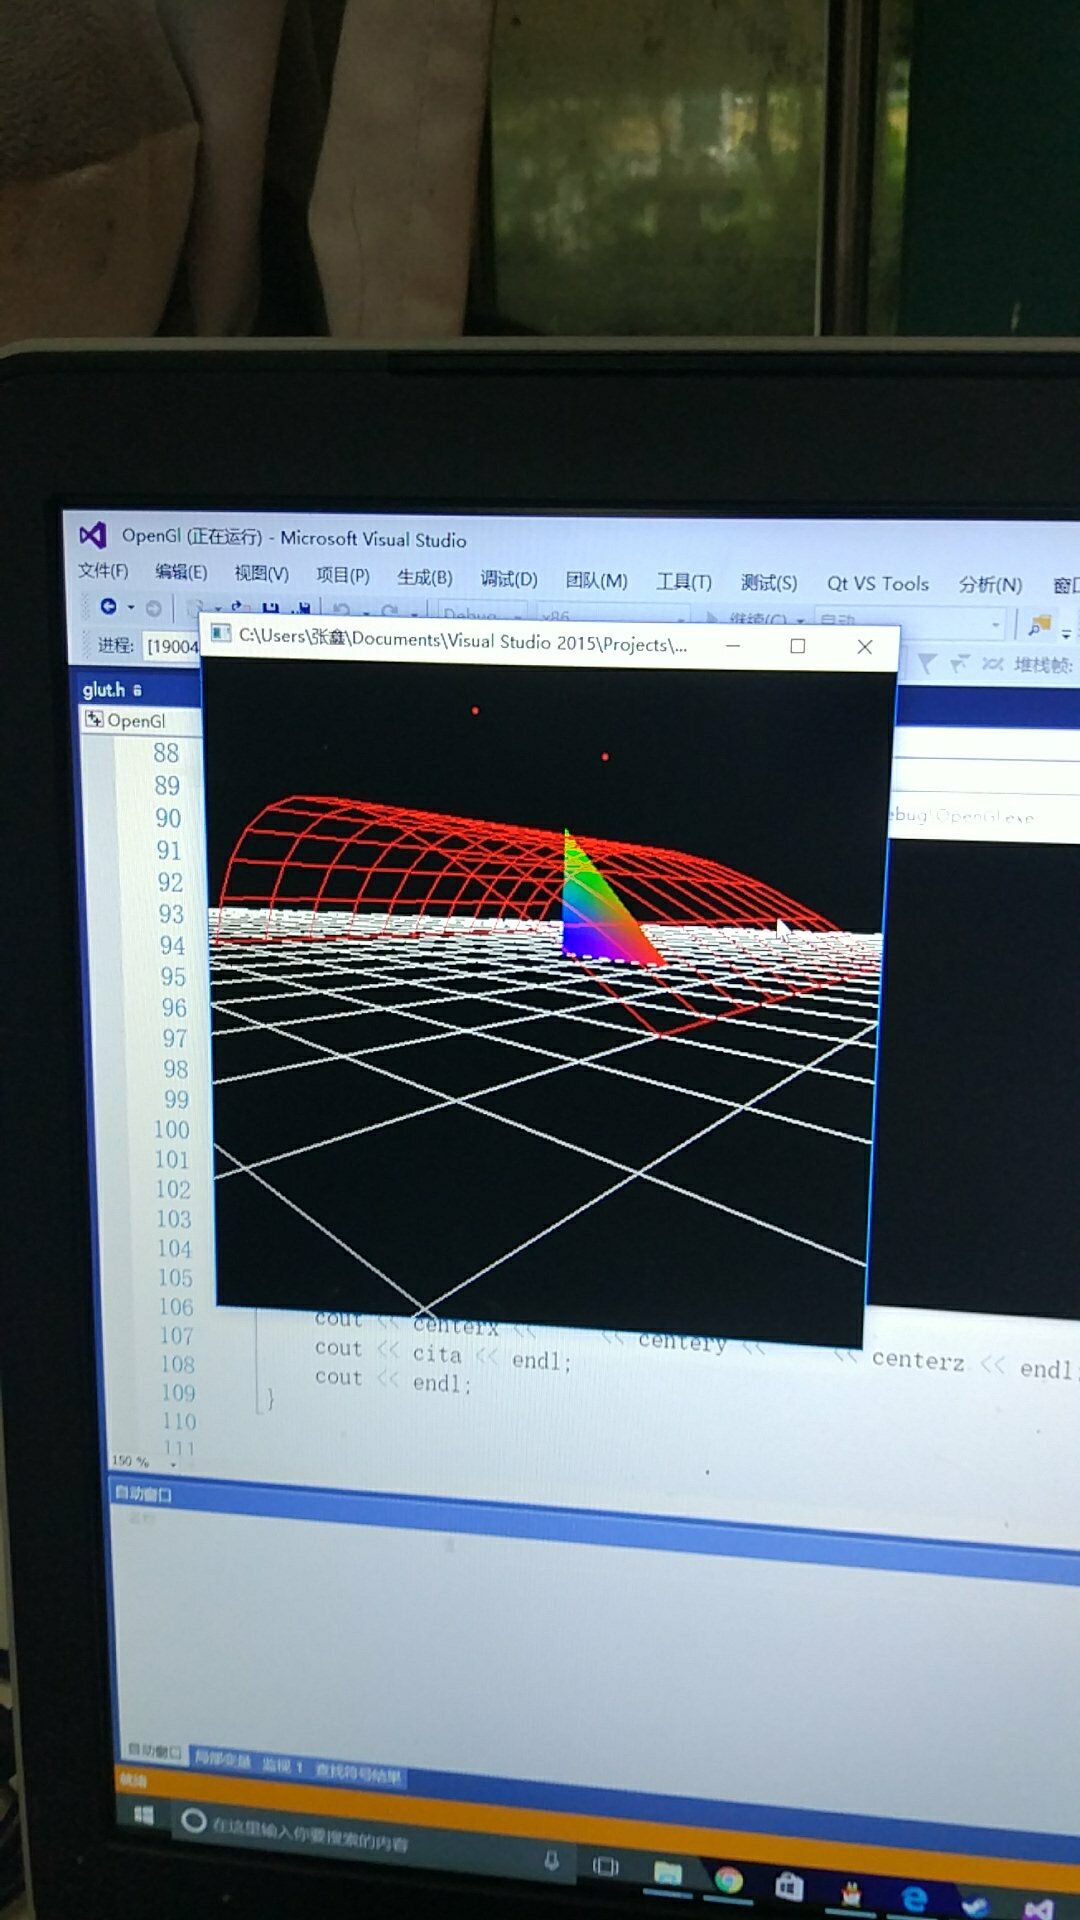 OpenGl (正在运行) - Microsoft Visual Studio
文件(F) 编辑(E) 视图(V) 项目(P) 生成(B) 调试(D) 团队(M) 工具(T) 测试(S) Qt VS Tools 分析(N) 窗口
Debug x86 继续(C) 自动
进程: [19004 堆栈帧:
C:\Users\张鑫\Documents\Visual Studio 2015\Projects\...
glut.h
OpenGl
ebug\OpenGl.exe
88
89
90
91
92
93
94
95
96
97
98
99
100
101
102
103
104
105
106
107 cout << centerx << << centery << << centerz << endl;
108 cout << cita << endl;
109 cout << endl;
110 }
111
150 %
自动窗口
自动窗口 局部变量 监视 1 查找符号结果
就绪
在这里输入你要搜索的内容